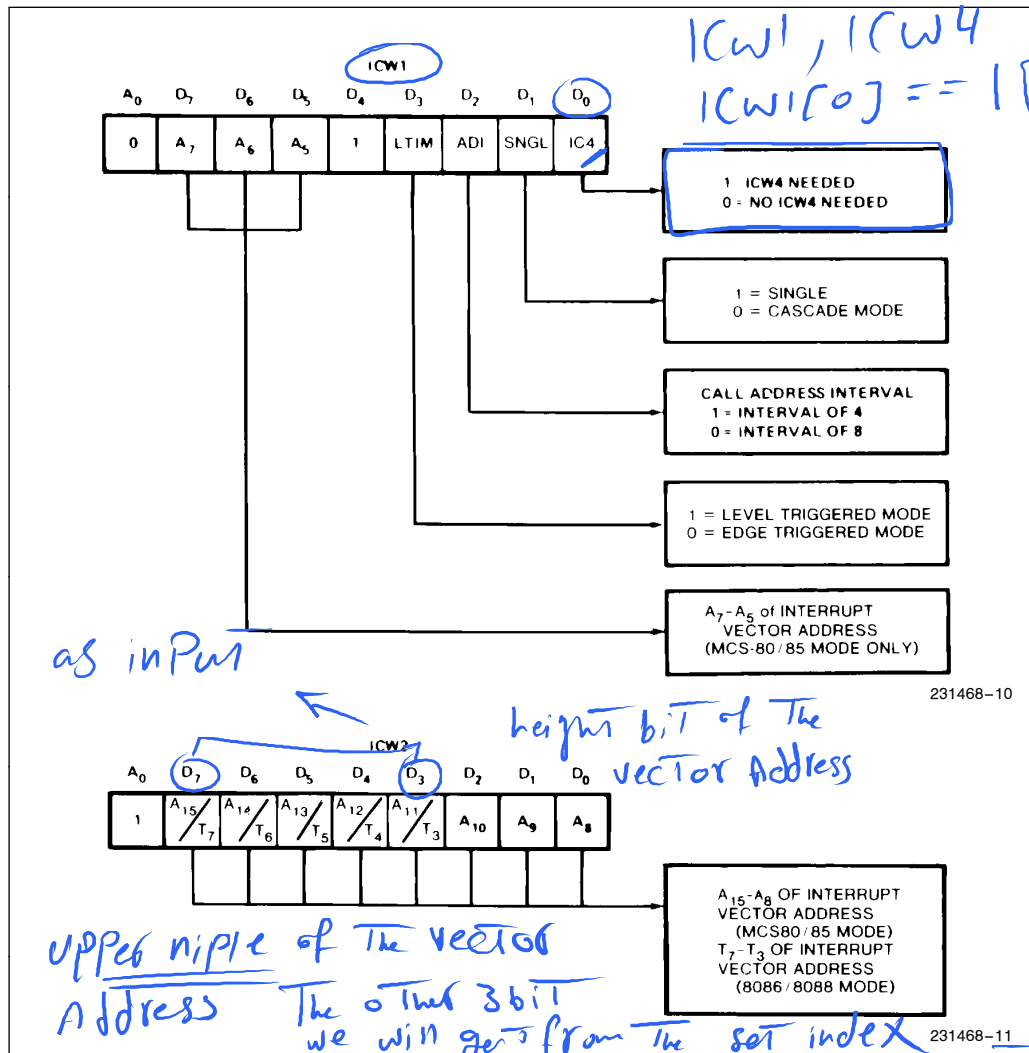 ICW1, ICW4
ICW1[0] == 1
ICW1
A0 D7 D6 D5 D4 D3 D2 D1 D0
0 A7 A6 A5 1 LTIM ADI SNGL IC4
1 ICW4 NEEDED
0 = NO ICW4 NEEDED
1 = SINGLE
0 = CASCADE MODE
CALL ADDRESS INTERVAL
1 = INTERVAL OF 4
0 = INTERVAL OF 8
1 = LEVEL TRIGGERED MODE
0 = EDGE TRIGGERED MODE
A7-A5 of INTERRUPT
VECTOR ADDRESS
(MCS-80/85 MODE ONLY)
231468-10
as input
height bit of The
vector Address
ICW2
A0 D7 D6 D5 D4 D3 D2 D1 D0
1 A15/T7 A14/T6 A13/T5 A12/T4 A11/T3 A10 A9 A8
A15-A8 OF INTERRUPT
VECTOR ADDRESS
(MCS80/85 MODE)
T7-T3 OF INTERRUPT
VECTOR ADDRESS
(8086/8088 MODE)
upper niple of The vector
Address The other 3bit
we will get from The set index
231468-11